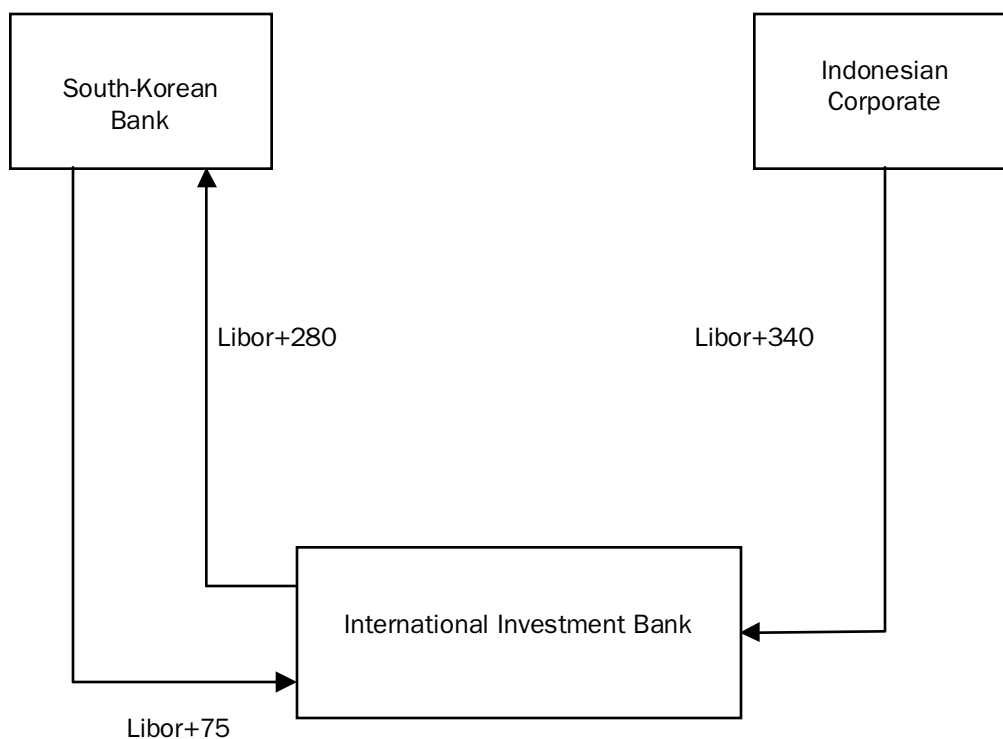 South-Korean
Bank
Indonesian
Corporate
Libor+280
Libor+340
International Investment Bank
Libor+75